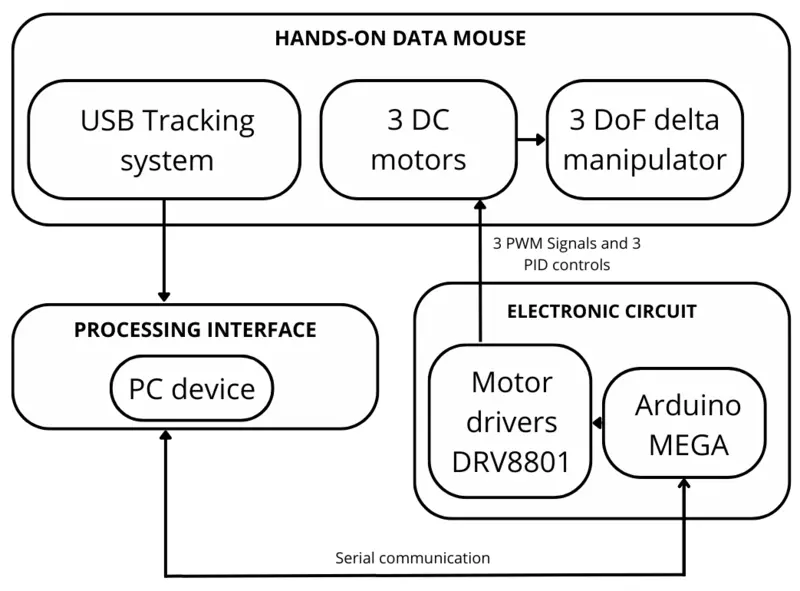 HANDS-ON DATA MOUSE
USB Tracking
system
3 DC
motors
3 DoF delta
manipulator
3 PWM Signals and 3
PID controls
PROCESSING INTERFACE
PC device
ELECTRONIC CIRCUIT
Motor
drivers
DRV8801
Arduino
MEGA
Serial communication